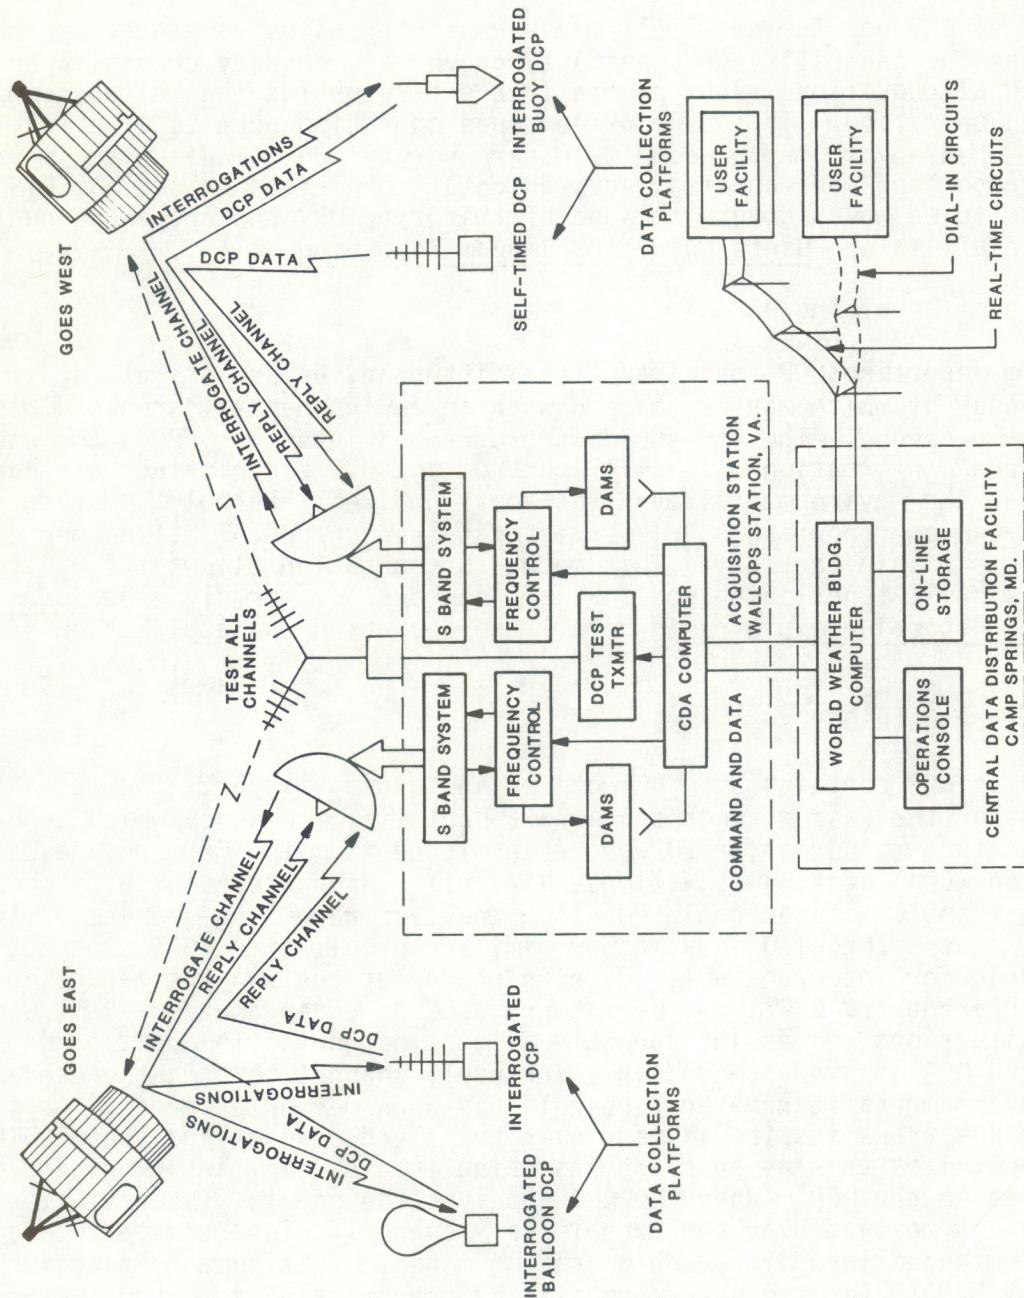 GOES EAST
GOES WEST
TEST ALL
CHANNELS
INTERROGATE CHANNEL
REPLY CHANNEL
REPLY CHANNEL
INTERROGATIONS
DCP DATA
INTERROGATIONS
DCP DATA
INTERROGATE CHANNEL
REPLY CHANNEL
REPLY CHANNEL
INTERROGATIONS
DCP DATA
DCP DATA
INTERROGATED
BALLOON DCP
INTERROGATED
DCP
DATA COLLECTION
PLATFORMS
SELF-TIMED DCP
INTERROGATED
BUOY DCP
DATA COLLECTION
PLATFORMS
S BAND SYSTEM
S BAND SYSTEM
FREQUENCY
CONTROL
FREQUENCY
CONTROL
DAMS
DCP TEST
TXMTR
DAMS
CDA COMPUTER
COMMAND AND DATA
ACQUISITION STATION
WALLOPS STATION, VA.
USER
FACILITY
USER
FACILITY
DIAL-IN CIRCUITS
REAL-TIME CIRCUITS
WORLD WEATHER BLDG.
COMPUTER
OPERATIONS
CONSOLE
ON-LINE
STORAGE
CENTRAL DATA DISTRIBUTION FACILITY
CAMP SPRINGS, MD.